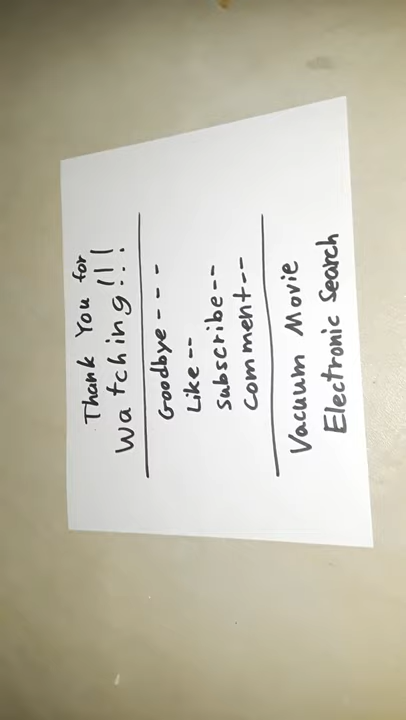 Thank You for
Watching!!!
Goodbye---
Like--
Subscribe--
Comment--
Vacuum Movie
Electronic Search